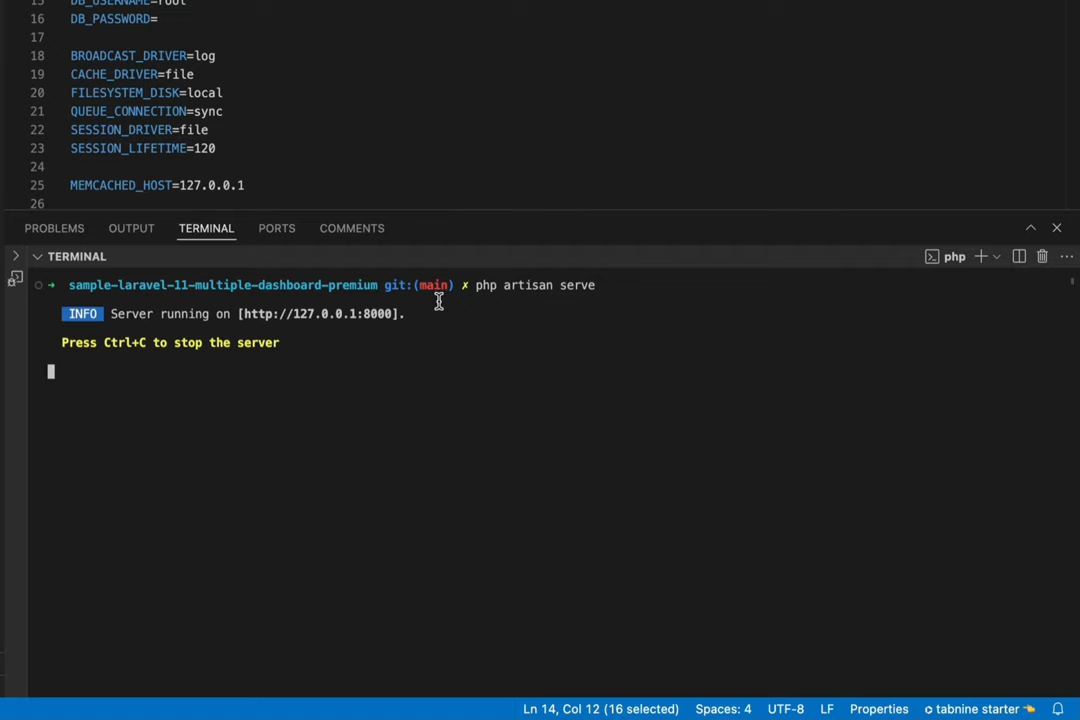 15 DB_USERNAME=root
16 DB_PASSWORD=
17
18 BROADCAST_DRIVER=log
19 CACHE_DRIVER=file
20 FILESYSTEM_DISK=local
21 QUEUE_CONNECTION=sync
22 SESSION_DRIVER=file
23 SESSION_LIFETIME=120
24
25 MEMCACHED_HOST=127.0.0.1
26
PROBLEMS OUTPUT TERMINAL PORTS COMMENTS
TERMINAL php
sample-laravel-11-multiple-dashboard-premium git:(main) ✗ php artisan serve
INFO Server running on [http://127.0.0.1:8000].
Press Ctrl+C to stop the server
Ln 14, Col 12 (16 selected) Spaces: 4 UTF-8 LF Properties tabnine starter